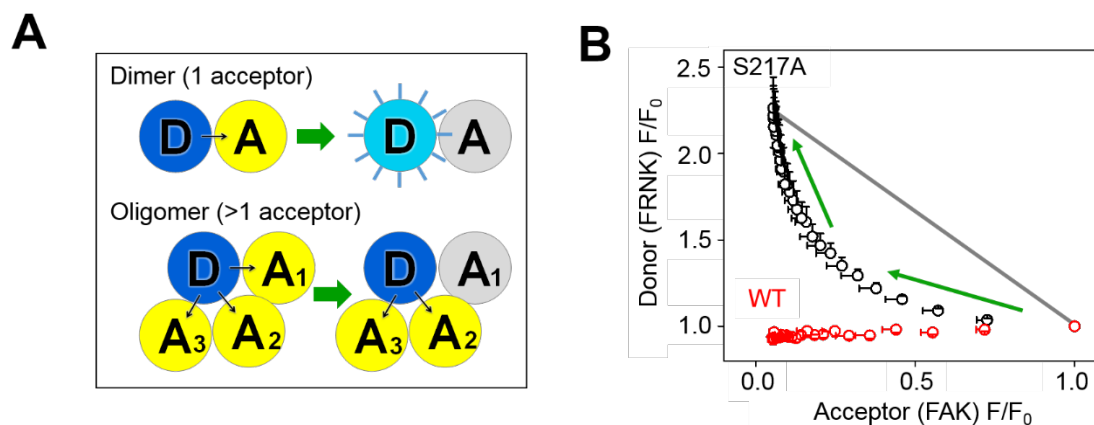 A
Dimer (1 acceptor)
D A D A
Oligomer (>1 acceptor)
D A1 D A1
A3 A2 A3 A2
B
S217A
WT
2.5
2.0
1.5
1.0
Donor (FRNK) F/F0
0.0 0.5 1.0
Acceptor (FAK) F/F0